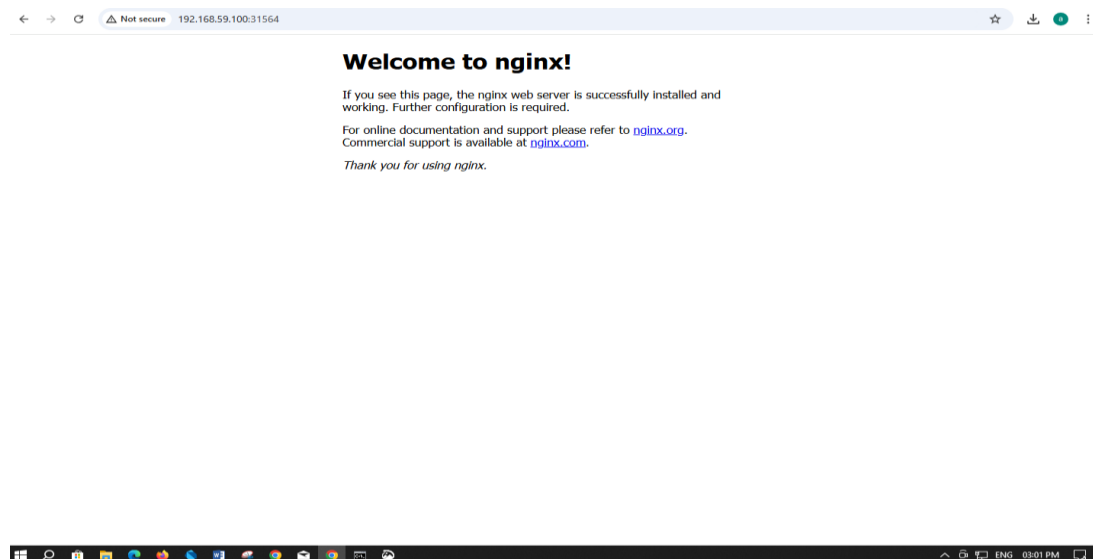 Not secure 192.168.59.100:31564
Welcome to nginx!
If you see this page, the nginx web server is successfully installed and
working. Further configuration is required.
For online documentation and support please refer to nginx.org.
Commercial support is available at nginx.com.
Thank you for using nginx.
ENG 03:01 PM